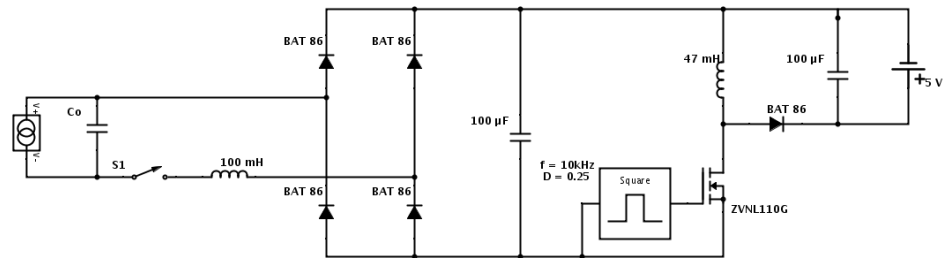 BAT 86
BAT 86
47 mH
100 µF
+5 V
BAT 86
V+
Co
V-
S1
100 mH
100 µF
f = 10kHz
D = 0.25
Square
BAT 86
BAT 86
ZVNL110G